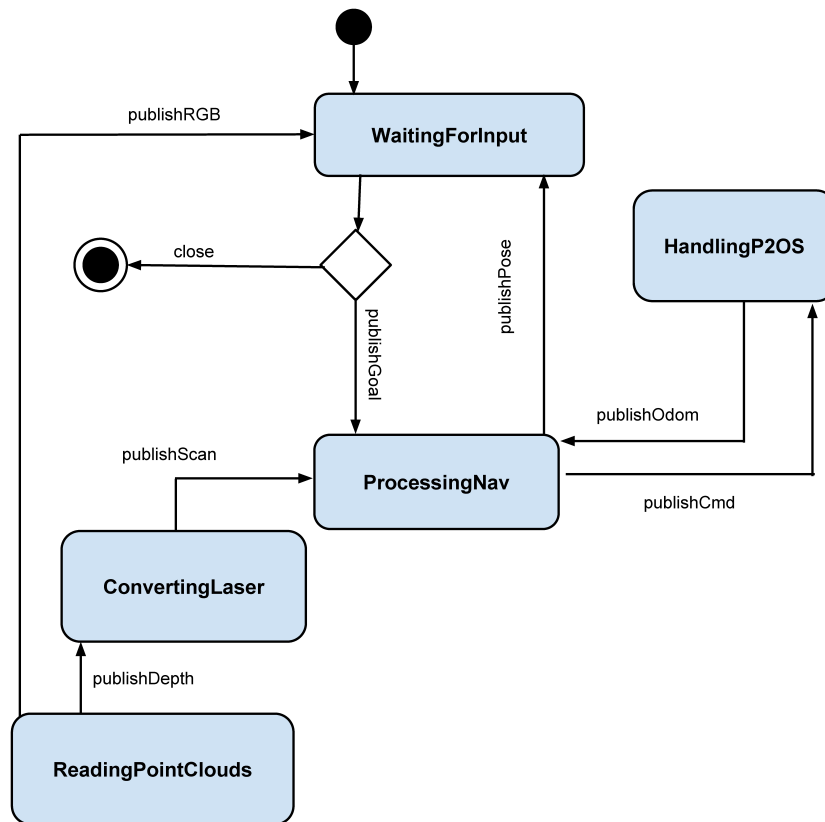 publishRGB
WaitingForInput
HandlingP2OS
close
publishPose
publishGoal
publishOdom
publishScan
ProcessingNav
publishCmd
ConvertingLaser
publishDepth
ReadingPointClouds